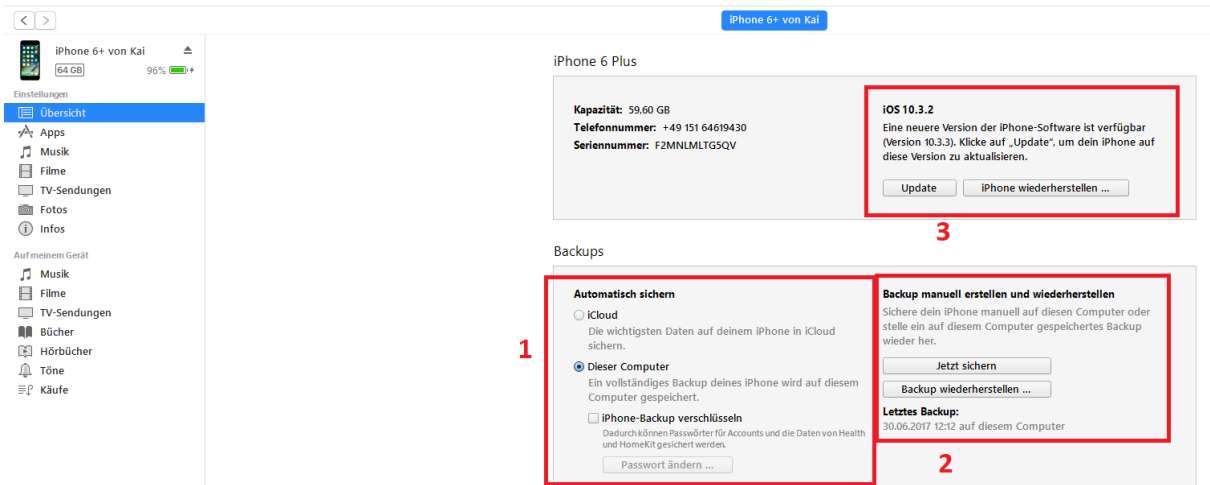 iPhone 6+ von Kai
iPhone 6+ von Kai
64 GB
96%
Einstellungen
Übersicht
Apps
Musik
Filme
TV-Sendungen
Fotos
Infos
Auf meinem Gerät
Musik
Filme
TV-Sendungen
Bücher
Hörbücher
Töne
Käufe
iPhone 6 Plus
Kapazität: 59,60 GB
Telefonnummer: +49 151 64619430
Seriennummer: F2MNLMLTG5QV
iOS 10.3.2
Eine neuere Version der iPhone-Software ist verfügbar
(Version 10.3.3). Klicke auf „Update“, um dein iPhone auf
diese Version zu aktualisieren.
Update
iPhone wiederherstellen ...
3
Backups
1
Automatisch sichern
iCloud
Die wichtigsten Daten auf deinem iPhone in iCloud
sichern.
Dieser Computer
Ein vollständiges Backup deines iPhone wird auf diesem
Computer gespeichert.
iPhone-Backup verschlüsseln
Dadurch können Passwörter für Accounts und die Daten von Health
und HomeKit gesichert werden.
Passwort ändern ...
Backup manuell erstellen und wiederherstellen
Sichere dein iPhone manuell auf diesen Computer oder
stelle ein auf diesem Computer gespeichertes Backup
wieder her.
Jetzt sichern
Backup wiederherstellen ...
Letztes Backup:
30.06.2017 12:12 auf diesem Computer
2